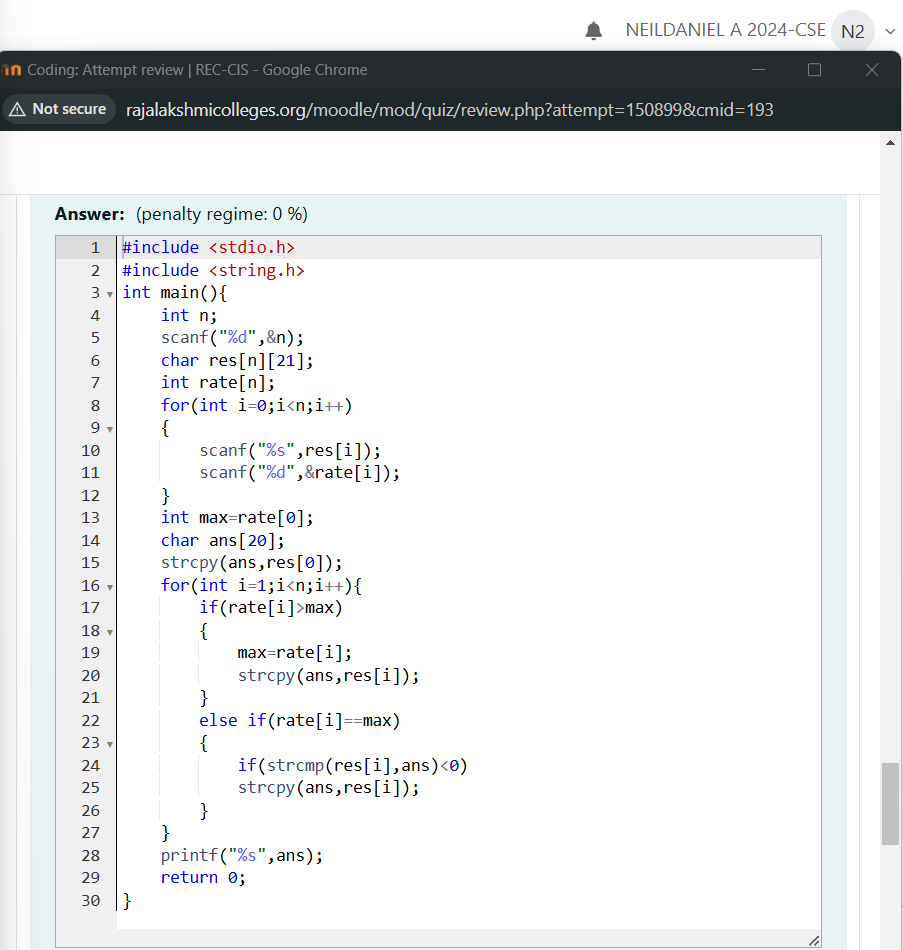 NEILDANIEL A 2024-CSE N2
Coding: Attempt review | REC-CIS - Google Chrome
Not secure rajalakshmicolleges.org/moodle/mod/quiz/review.php?attempt=150899&cmid=193
Answer: (penalty regime: 0 %)
1 #include <stdio.h>
2 #include <string.h>
3 int main(){
4     int n;
5     scanf("%d",&n);
6     char res[n][21];
7     int rate[n];
8     for(int i=0;i<n;i++)
9     {
10         scanf("%s",res[i]);
11         scanf("%d",&rate[i]);
12     }
13     int max=rate[0];
14     char ans[20];
15     strcpy(ans,res[0]);
16     for(int i=1;i<n;i++){
17         if(rate[i]>max)
18         {
19             max=rate[i];
20             strcpy(ans,res[i]);
21         }
22         else if(rate[i]==max)
23         {
24             if(strcmp(res[i],ans)<0)
25             strcpy(ans,res[i]);
26         }
27     }
28     printf("%s",ans);
29     return 0;
30 }